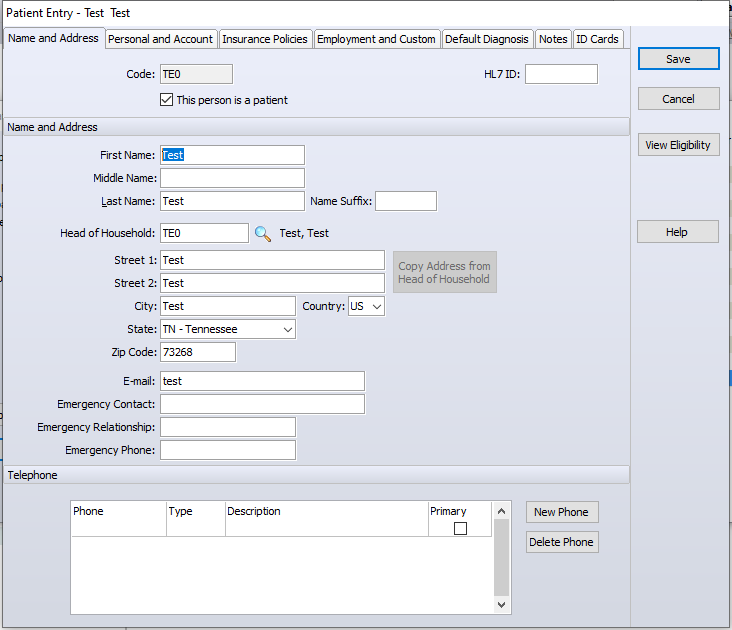 Patient Entry - Test Test
Name and Address Personal and Account Insurance Policies Employment and Custom Default Diagnosis Notes ID Cards
Save
Code: TE0 HL7 ID:
Cancel
This person is a patient
Name and Address
View Eligibility
First Name: Test
Middle Name:
Last Name: Test Name Suffix:
Head of Household: TE0 Test, Test
Help
Street 1: Test
Copy Address from
Head of Household
Street 2: Test
City: Test Country: US
State: TN - Tennessee
Zip Code: 73268
E-mail: test
Emergency Contact:
Emergency Relationship:
Emergency Phone:
Telephone
Phone Type Description Primary
New Phone
Delete Phone